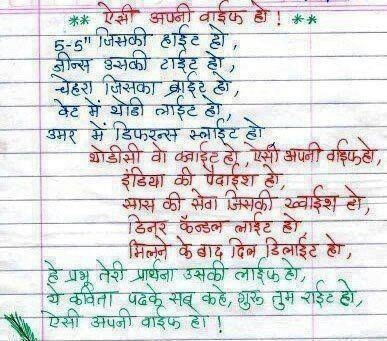 ** ऐसी अपनी वाईफ हो ! **
5-5" जिसकी हाईट हो,
जीन्स उसकी टाईट हो,
चेहरा जिसका ब्राईट हो,
वेट में थोडी लाईट हो,
उमर में डिफरन्स स्लाईट हो,
थोडीसी वो क्वाईट हो, ऐसी अपनी वाईफ हो,
इंडिया की पैदाईश हो,
सास की सेवा जिसकी ख्वाईश हो,
डिनर कॅन्डल लाईट हो,
मिलने के बाद दिल डिलाईट हो,
हे प्रभू तेरी प्रार्थना उसकी लाईफ हो,
ये कविता पढके सब कहे, गुरू तुम राईट हो,
ऐसी अपनी वाईफ हो !